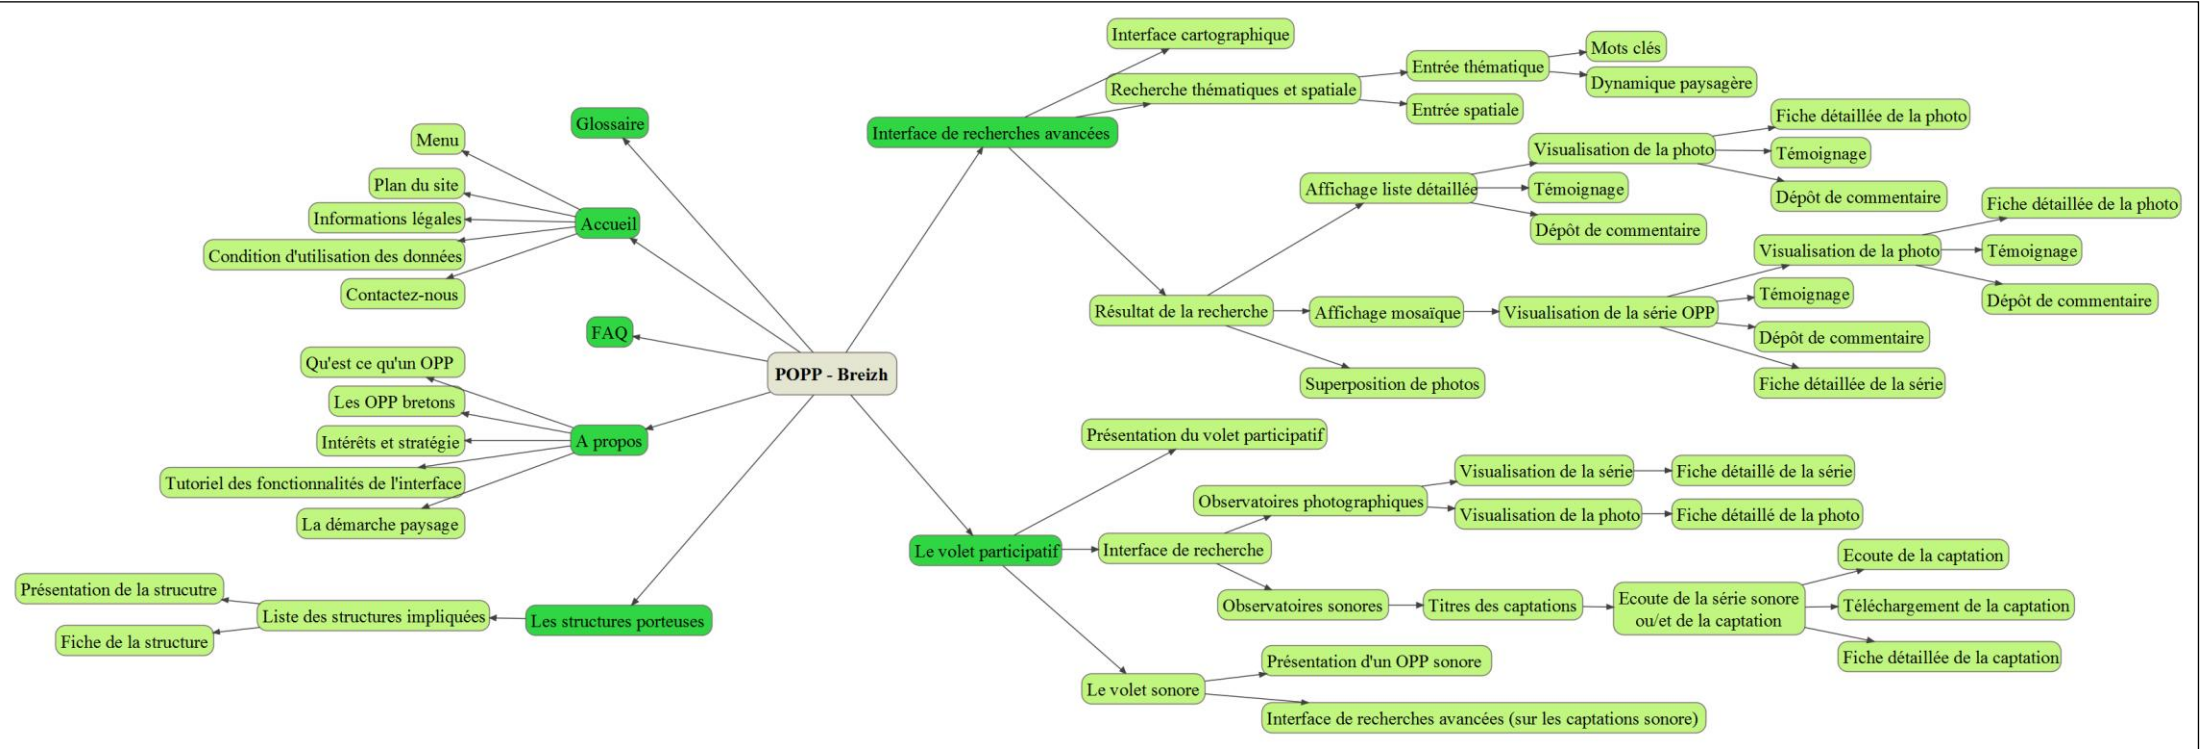 Interface cartographique
Mots clés
Entrée thématique
Dynamique paysagère
Recherche thématiques et spatiale
Entrée spatiale
Glossaire
Interface de recherches avancées
Fiche détaillée de la photo
Menu
Visualisation de la photo
Témoignage
Plan du site
Affichage liste détaillée
Témoignage
Dépôt de commentaire
Fiche détaillée de la photo
Informations légales
Accueil
Dépôt de commentaire
Condition d'utilisation des données
Visualisation de la photo
Témoignage
Contactez-nous
Témoignage
Dépôt de commentaire
Résultat de la recherche
Affichage mosaïque
Visualisation de la série OPP
FAQ
Dépôt de commentaire
Qu'est ce qu'un OPP
POPP - Breizh
Superposition de photos
Fiche détaillée de la série
Les OPP bretons
Intérêts et stratégie
A propos
Présentation du volet participatif
Tutoriel des fonctionnalités de l'interface
Visualisation de la série
Fiche détaillé de la série
La démarche paysage
Observatoires photographiques
Visualisation de la photo
Fiche détaillé de la photo
Le volet participatif
Interface de recherche
Ecoute de la captation
Présentation de la strucutre
Liste des structures impliquées
Les structures porteuses
Observatoires sonores
Titres des captations
Ecoute de la série sonore
ou/et de la captation
Téléchargement de la captation
Fiche de la structure
Fiche détaillée de la captation
Présentation d'un OPP sonore
Le volet sonore
Interface de recherches avancées (sur les captations sonore)